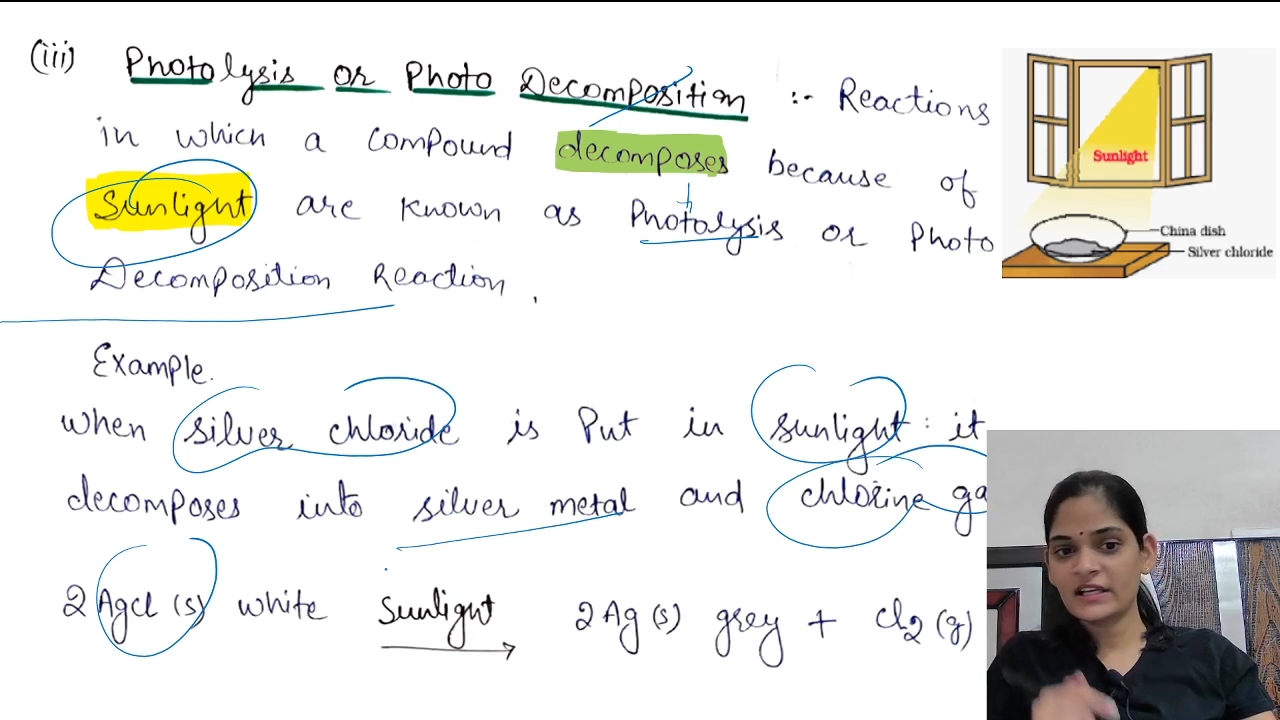 (iii) Photolysis or Photo Decomposition :- Reactions
in which a compound decomposes because of
Sunlight are known as Photolysis or Photo
Decomposition Reaction.
Sunlight
China dish
Silver chloride
Example.
When silver chloride is Put in sunlight : it
decomposes into silver metal and chlorine ga
2 Agcl (s) white Sunlight 2 Ag (s) grey + Cl2 (g)